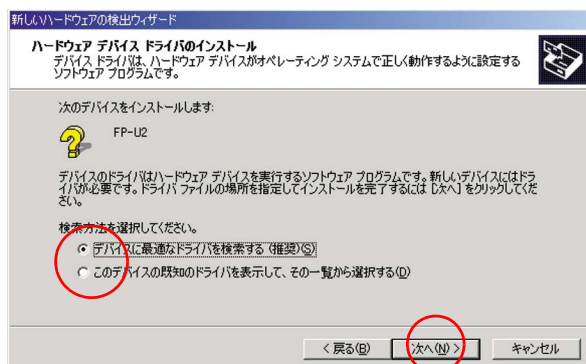 新しいハードウェアの検出ウィザード
ハードウェア デバイス ドライバのインストール
デバイス ドライバは、ハードウェア デバイスがオペレーティング システムで正しく動作するように設定する
ソフトウェア プログラムです。
次のデバイスをインストールします:
FP-U2
デバイスのドライバはハードウェア デバイスを実行するソフトウェア プログラムです。新しいデバイスにはドラ
イバが必要です。ドライバ ファイルの場所を指定してインストールを完了するには [次へ] をクリックしてくだ
さい。
検索方法を選択してください。
デバイスに最適なドライバを検索する (推奨)(S)
このデバイスの既知のドライバを表示して、その一覧から選択する(D)
< 戻る(B) 次へ(N) > キャンセル